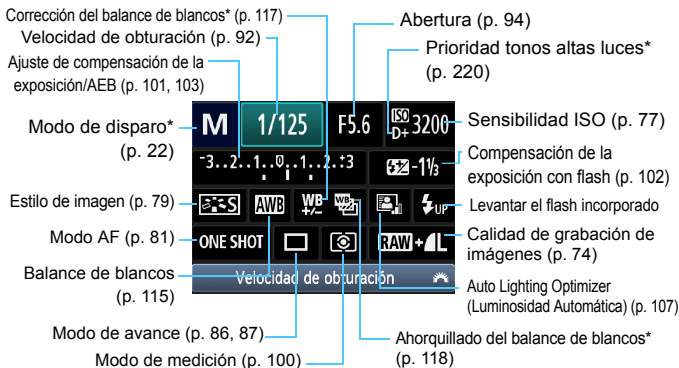 Corrección del balance de blancos* (p. 117)
Velocidad de obturación (p. 92)
Ajuste de compensación de la
exposición/AEB (p. 101, 103)
Abertura (p. 94)
Prioridad tonos altas luces*
(p. 220)
Modo de disparo*
(p. 22)
M
1/125
F5.6
ISO
D+
3200
Sensibilidad ISO (p. 77)
-3..2..1..0..1..2.+3
-1⅓
Compensación de la
exposición con flash (p. 102)
Estilo de imagen (p. 79)
S
AWB
WB
+/-
WB
UP
Levantar el flash incorporado
Modo AF (p. 81)
ONE SHOT
RAW+L
Calidad de grabación de
imágenes (p. 74)
Balance de blancos
(p. 115)
Velocidad de obturación
Auto Lighting Optimizer
(Luminosidad Automática) (p. 107)
Modo de avance (p. 86, 87)
Modo de medición (p. 100)
Ahorquillado del balance de blancos*
(p. 118)